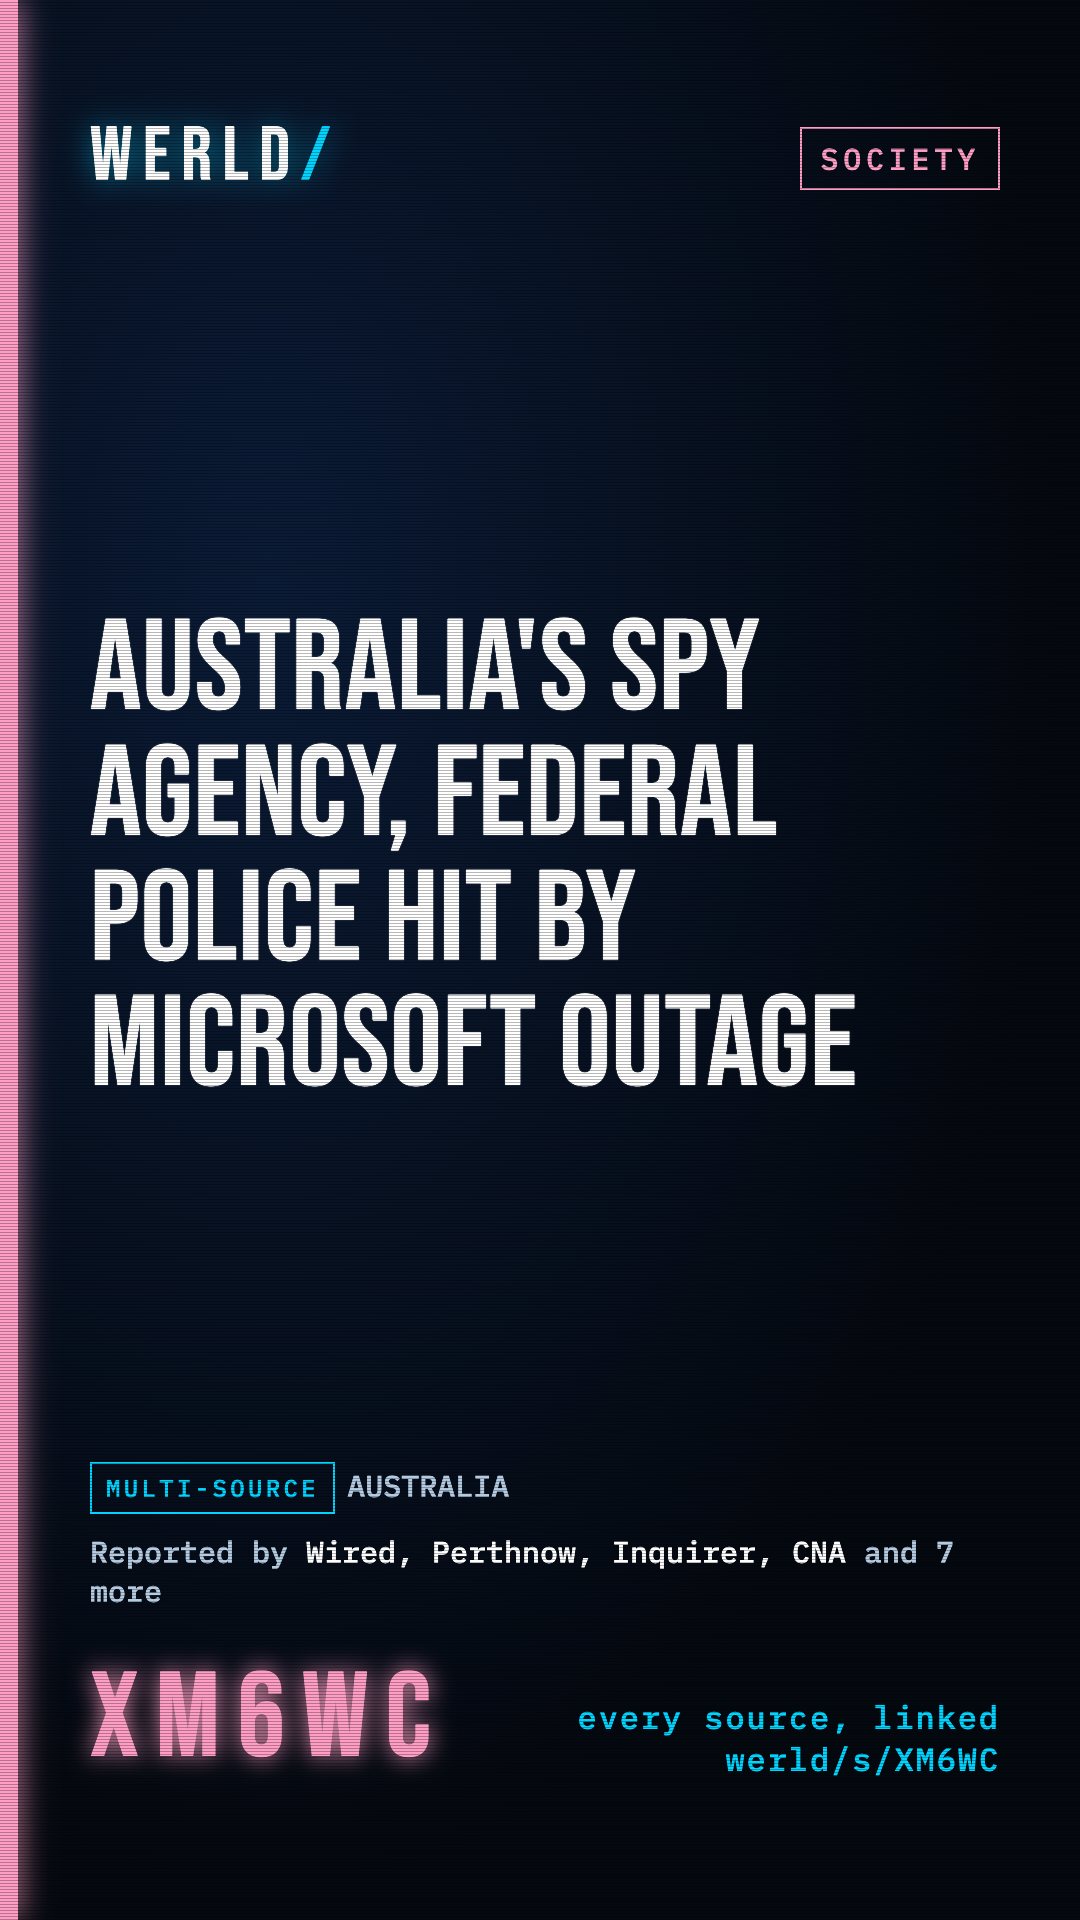 WERLD/
SOCIETY
AUSTRALIA'S SPY
AGENCY, FEDERAL
POLICE HIT BY
MICROSOFT OUTAGE
MULTI-SOURCE AUSTRALIA
Reported by Wired, Perthnow, Inquirer, CNA and 7
more
XM6WC
every source, linked
werld/s/XM6WC